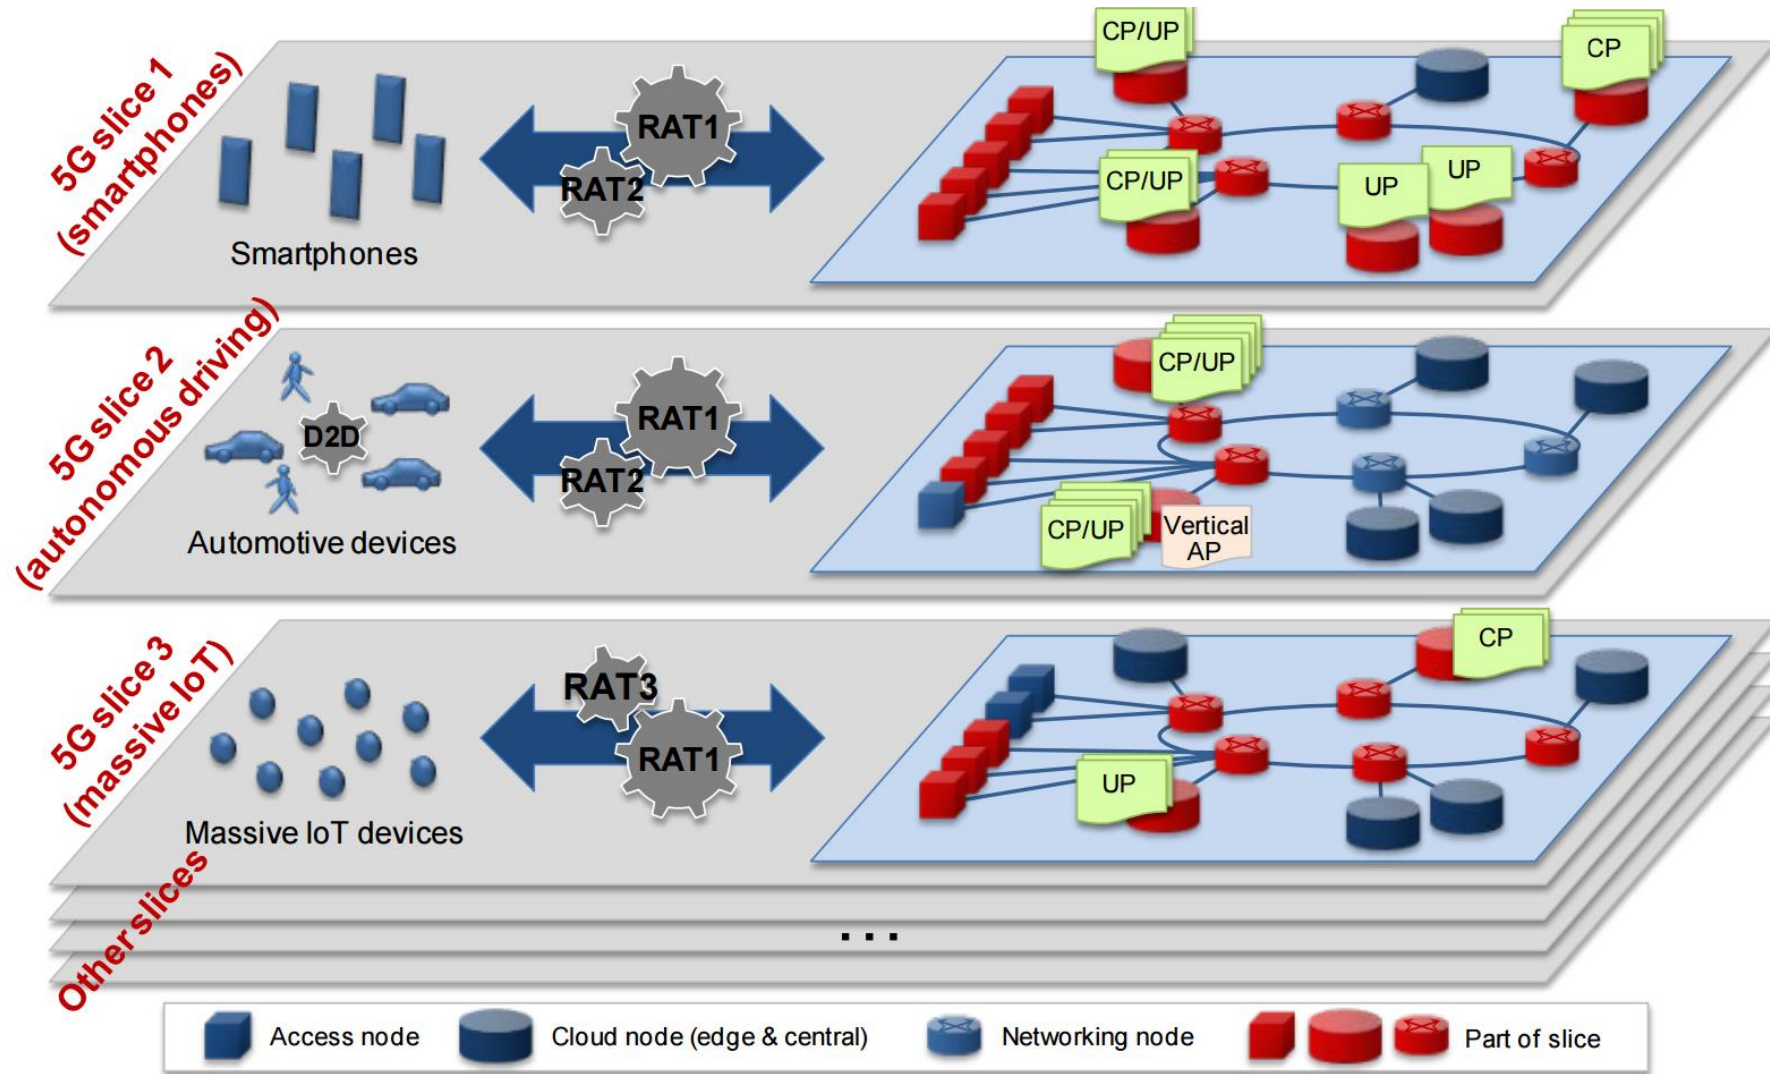 5G slice 1
(smartphones)
Smartphones
RAT1
RAT2
CP/UP
CP/UP
UP
UP
CP
5G slice 2
(autonomous driving)
D2D
Automotive devices
RAT1
RAT2
CP/UP
CP/UP
Vertical
AP
5G slice 3
(massive IoT)
Massive IoT devices
RAT3
RAT1
CP
UP
Other slices
...
Access node
Cloud node (edge & central)
Networking node
Part of slice